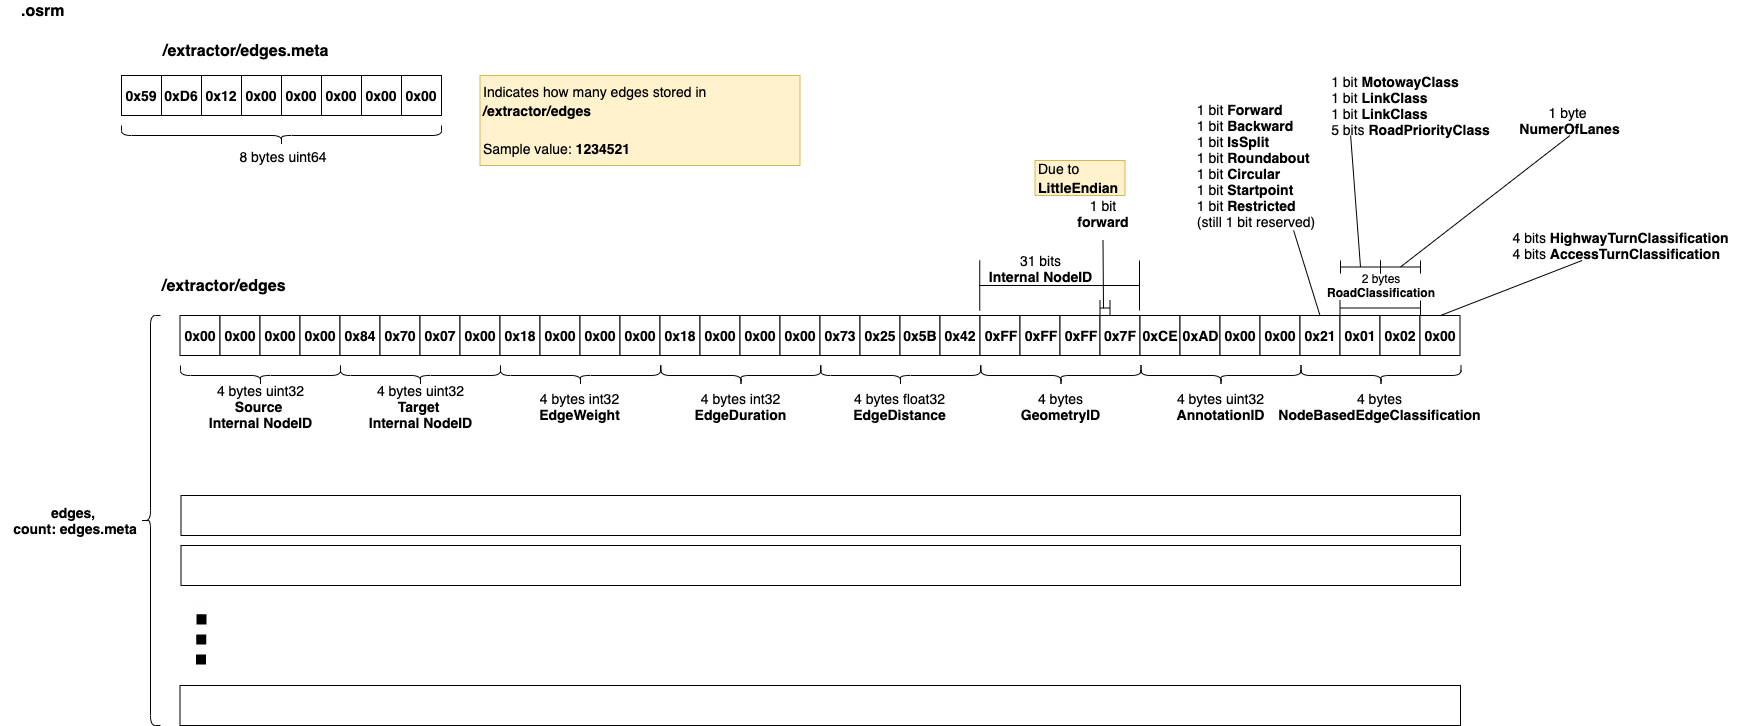 .osrm
/extractor/edges.meta
0x59 0xD6 0x12 0x00 0x00 0x00 0x00 0x00
8 bytes uint64
Indicates how many edges stored in
/extractor/edges
Sample value: 1234521
Due to
LittleEndian
1 bit
forward
31 bits
Internal NodeID
1 bit Forward
1 bit Backward
1 bit IsSplit
1 bit Roundabout
1 bit Circular
1 bit Startpoint
1 bit Restricted
(still 1 bit reserved)
1 bit MotowayClass
1 bit LinkClass
1 bit LinkClass
5 bits RoadPriorityClass
1 byte
NumerOfLanes
2 bytes
RoadClassification
4 bits HighwayTurnClassification
4 bits AccessTurnClassification
/extractor/edges
0x00 0x00 0x00 0x00 0x84 0x70 0x07 0x00 0x18 0x00 0x00 0x00 0x18 0x00 0x00 0x00 0x73 0x25 0x5B 0x42 0xFF 0xFF 0xFF 0x7F 0xCE 0xAD 0x00 0x00 0x21 0x01 0x02 0x00
4 bytes uint32
Source
Internal NodeID
4 bytes uint32
Target
Internal NodeID
4 bytes int32
EdgeWeight
4 bytes int32
EdgeDuration
4 bytes float32
EdgeDistance
4 bytes
GeometryID
4 bytes uint32
AnnotationID
4 bytes
NodeBasedEdgeClassification
edges,
count: edges.meta